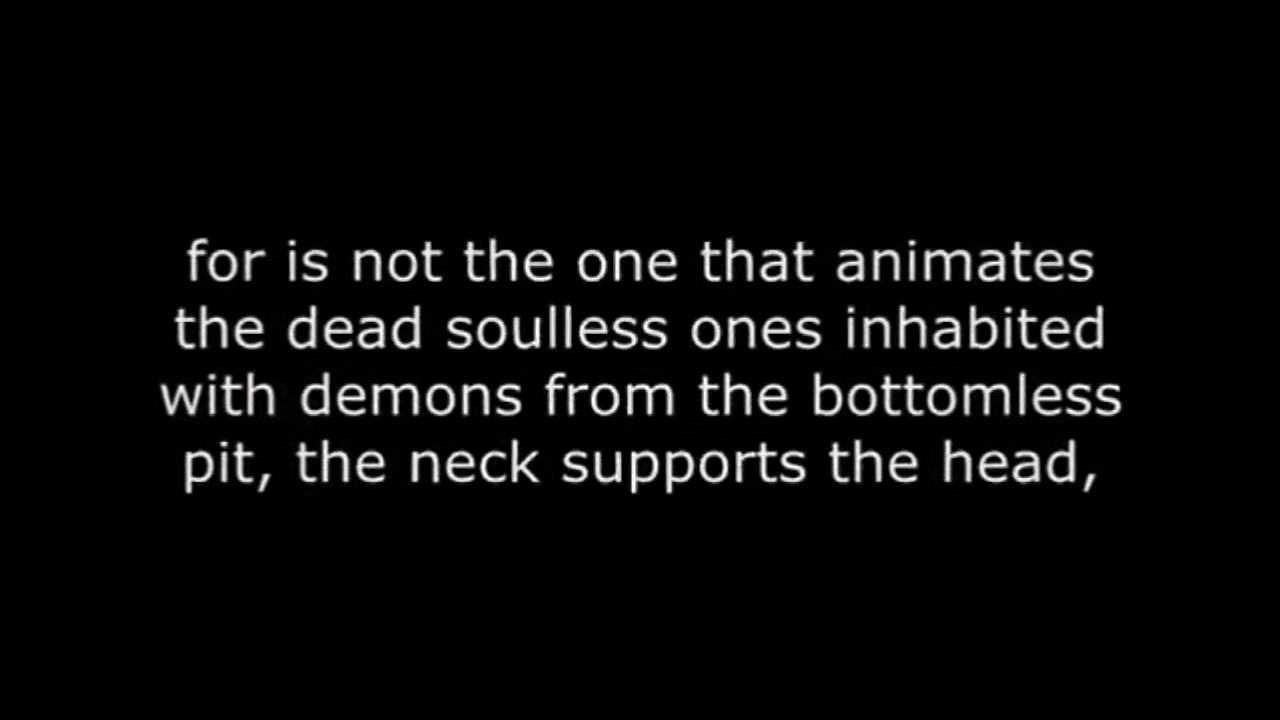 for is not the one that animates
the dead soulless ones inhabited
with demons from the bottomless
pit, the neck supports the head,